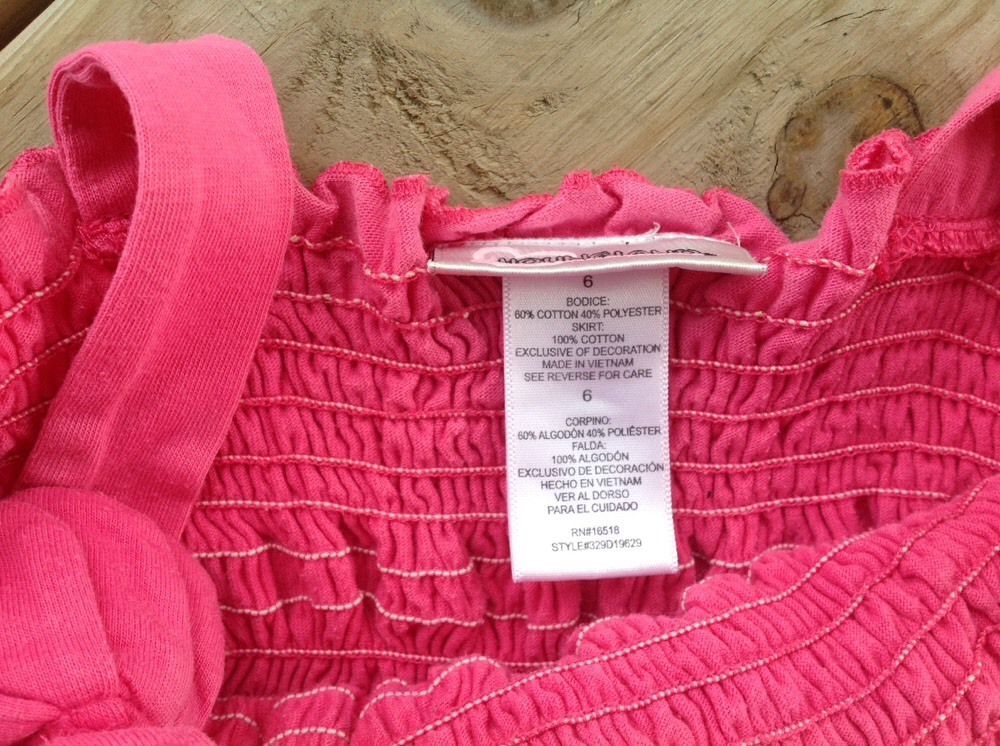 6
BODICE:
60% COTTON 40% POLYESTER
SKIRT:
100% COTTON
EXCLUSIVE OF DECORATION
MADE IN VIETNAM
SEE REVERSE FOR CARE
6
CORPINO:
60% ALGODÓN 40% POLIÉSTER
FALDA:
100% ALGODÓN
EXCLUSIVO DE DECORACIÓN
HECHO EN VIETNAM
VER AL DORSO
PARA EL CUIDADO
RN#16518
STYLE#329D19629